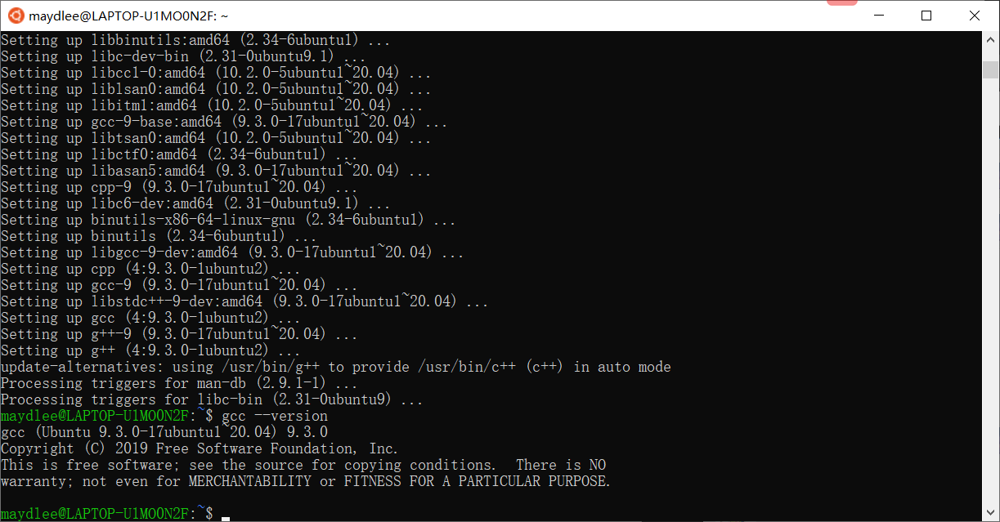 maydlee@LAPTOP-U1MO0N2F: ~
Setting up libbinutils:amd64 (2.34-6ubuntu1) ...
Setting up libc-dev-bin (2.31-0ubuntu9.1) ...
Setting up libcc1-0:amd64 (10.2.0-5ubuntu1~20.04) ...
Setting up liblsan0:amd64 (10.2.0-5ubuntu1~20.04) ...
Setting up libitm1:amd64 (10.2.0-5ubuntu1~20.04) ...
Setting up gcc-9-base:amd64 (9.3.0-17ubuntu1~20.04) ...
Setting up libtsan0:amd64 (10.2.0-5ubuntu1~20.04) ...
Setting up libctf0:amd64 (2.34-6ubuntu1) ...
Setting up libasan5:amd64 (9.3.0-17ubuntu1~20.04) ...
Setting up cpp-9 (9.3.0-17ubuntu1~20.04) ...
Setting up libc6-dev:amd64 (2.31-0ubuntu9.1) ...
Setting up binutils-x86-64-linux-gnu (2.34-6ubuntu1) ...
Setting up binutils (2.34-6ubuntu1) ...
Setting up libgcc-9-dev:amd64 (9.3.0-17ubuntu1~20.04) ...
Setting up cpp (4:9.3.0-1ubuntu2) ...
Setting up gcc-9 (9.3.0-17ubuntu1~20.04) ...
Setting up libstdc++-9-dev:amd64 (9.3.0-17ubuntu1~20.04) ...
Setting up gcc (4:9.3.0-1ubuntu2) ...
Setting up g++-9 (9.3.0-17ubuntu1~20.04) ...
Setting up g++ (4:9.3.0-1ubuntu2) ...
update-alternatives: using /usr/bin/g++ to provide /usr/bin/c++ (c++) in auto mode
Processing triggers for man-db (2.9.1-1) ...
Processing triggers for libc-bin (2.31-0ubuntu9) ...
maydlee@LAPTOP-U1MO0N2F:~$ gcc --version
gcc (Ubuntu 9.3.0-17ubuntu1~20.04) 9.3.0
Copyright (C) 2019 Free Software Foundation, Inc.
This is free software; see the source for copying conditions.  There is NO
warranty; not even for MERCHANTABILITY or FITNESS FOR A PARTICULAR PURPOSE.
maydlee@LAPTOP-U1MO0N2F:~$